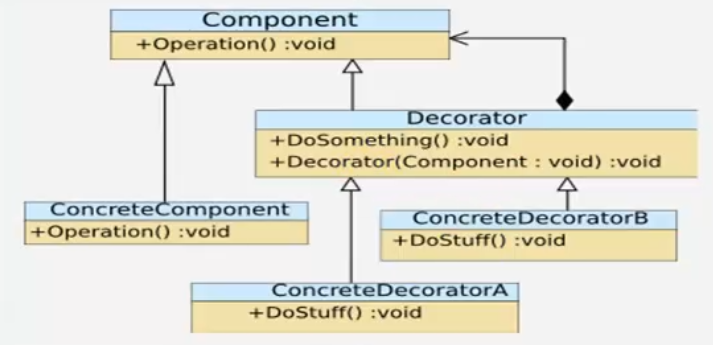 Component
+Operation() :void
Decorator
+DoSomething() :void
+Decorator(Component : void) :void
ConcreteComponent
+Operation() :void
ConcreteDecoratorB
+DoStuff() :void
ConcreteDecoratorA
+DoStuff() :void